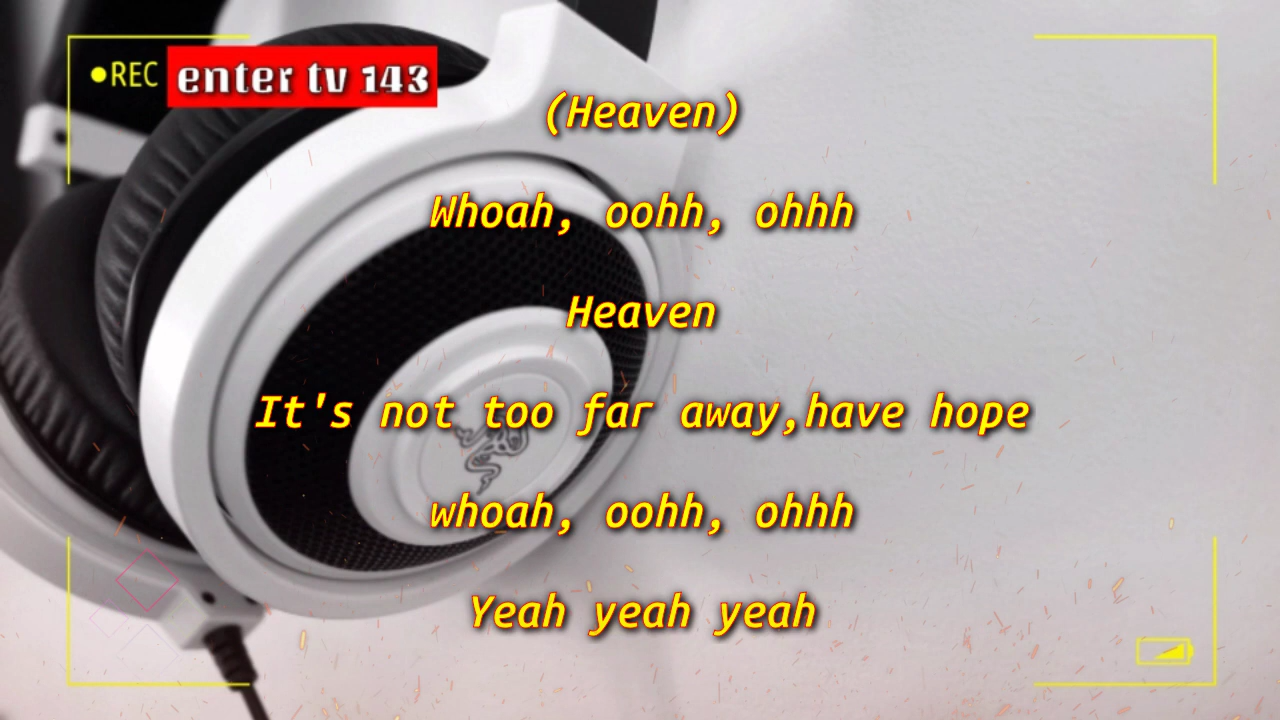 REC
enter tv 143
(Heaven)
Whoah, oohh, ohhh
Heaven
It's not too far away,have hope
whoah, oohh, ohhh
Yeah yeah yeah